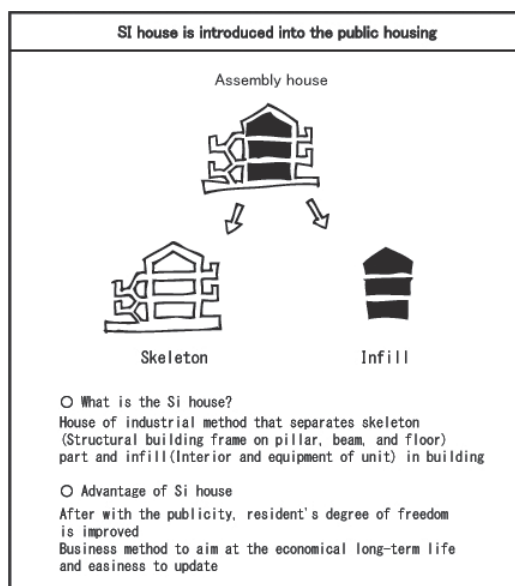 SI house is introduced into the public housing
Assembly house
Skeleton
Infill
○ What is the Si house?
House of industrial method that separates skeleton
(Structural building frame on pillar, beam, and floor)
part and infill(Interior and equipment of unit) in building
○ Advantage of Si house
After with the publicity, resident's degree of freedom
is improved
Business method to aim at the economical long-term life
and easiness to update